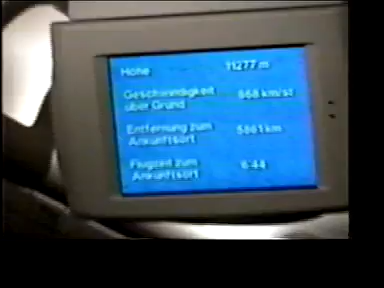 Höhe 11277 m
Geschwindigkeit 868 km/st
über Grund
Entfernung zum 5861 km
Ankunftsort
Flugzeit zum 6:44
Ankunftsort